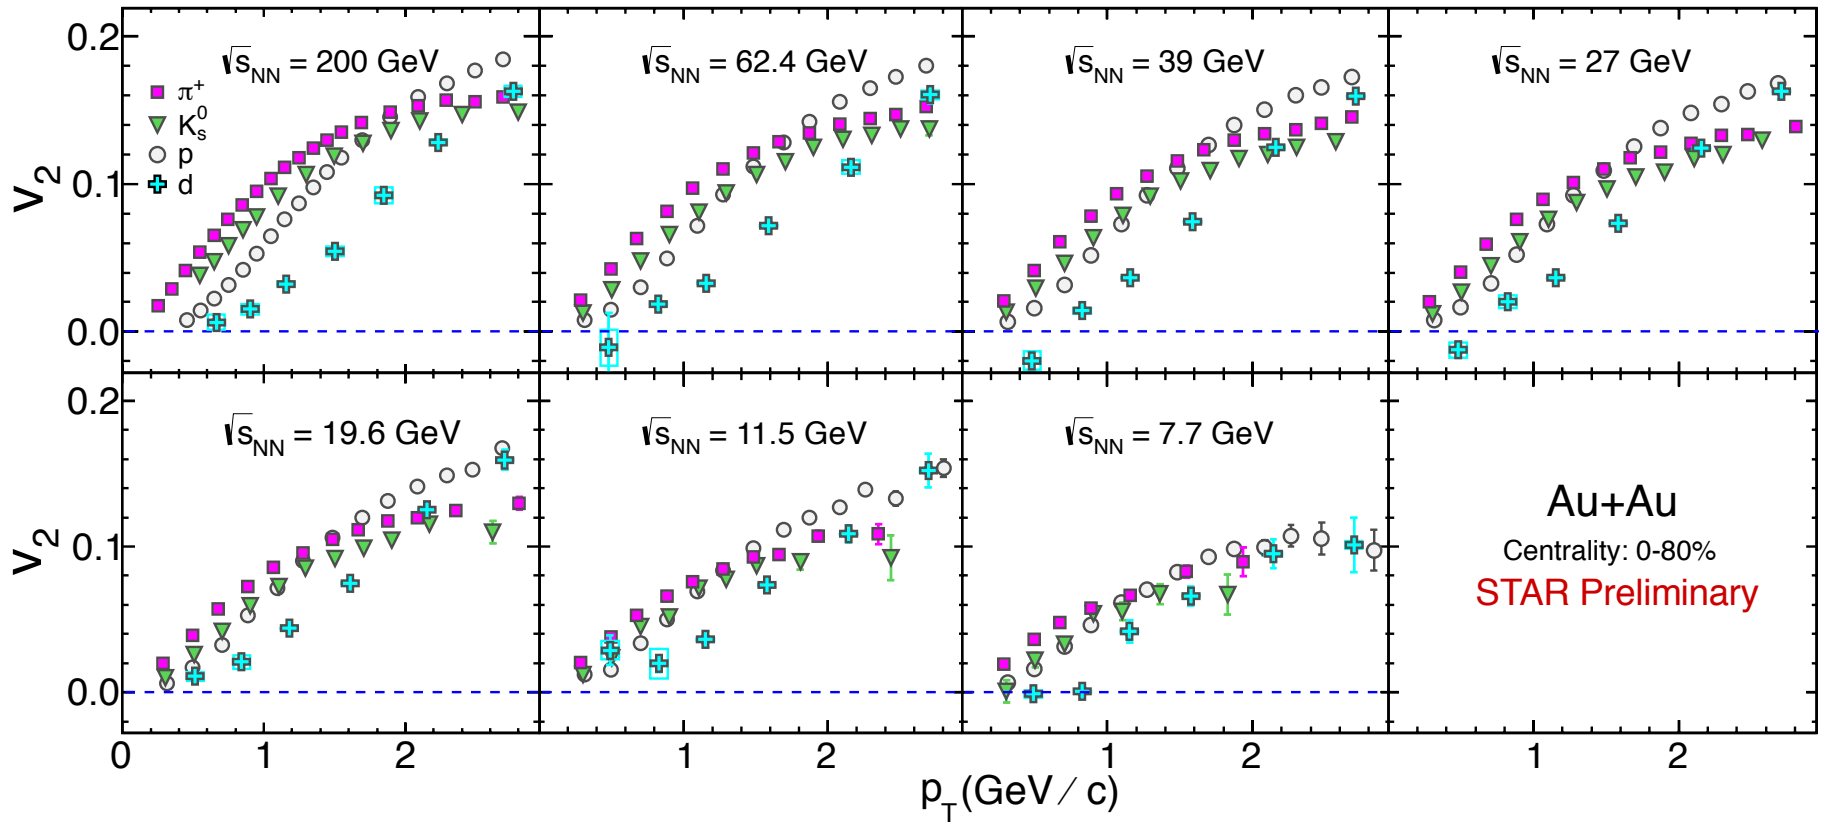 √sNN = 200 GeV
√sNN = 62.4 GeV
√sNN = 39 GeV
√sNN = 27 GeV
π+
K0s
p
d
0.2
0.1
0.0
v2
√sNN = 19.6 GeV
√sNN = 11.5 GeV
√sNN = 7.7 GeV
Au+Au
Centrality: 0-80%
STAR Preliminary
0.2
0.1
0.0
v2
0 1 2 1 2 1 2 1 2
pT (GeV/c)